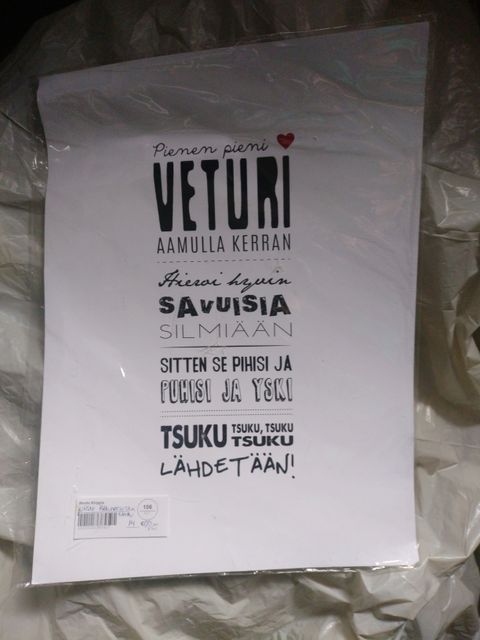 Pienen pieni
VETURI
AAMULLA KERRAN
Hieroi hyvin
SAVUISIA
SILMIÄÄN
SITTEN SE PIHISI JA
PUHISI JA YSKI
TSUKU TSUKU, TSUKU
TSUKU
LÄHDETÄÄN!
156